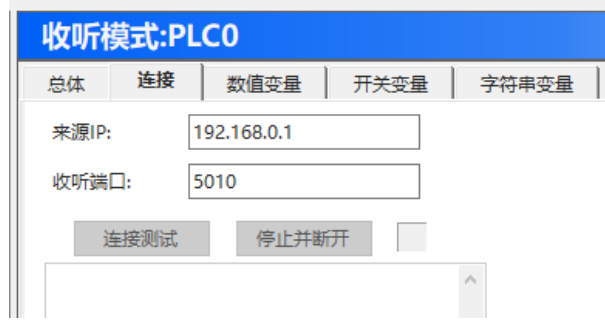 收听模式:PLC0
总体 连接 数值变量 开关变量 字符串变量
来源IP: 192.168.0.1
收听端口: 5010
连接测试 停止并断开